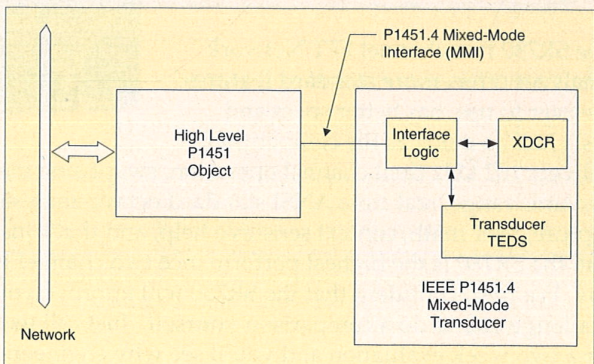 P1451.4 Mixed-Mode
Interface (MMI)
High Level
P1451
Object
Interface
Logic
XDCR
Transducer
TEDS
IEEE P1451.4
Mixed-Mode
Transducer
Network